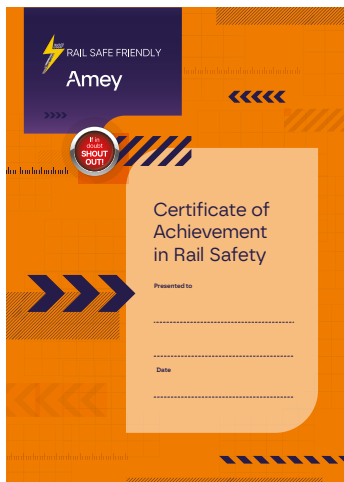 RAIL SAFE FRIENDLY
Amey
If in
doubt
SHOUT
OUT!
Certificate of
Achievement
in Rail Safety
Presented to
Date